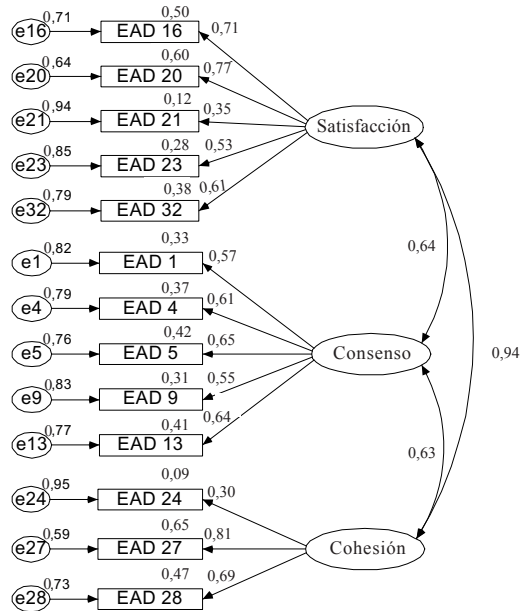 0,71 0,50
e16 EAD 16 0,71
0,64 0,60
e20 EAD 20 0,77
0,94 0,12
e21 EAD 21 0,35 Satisfacción
0,85 0,28
e23 EAD 23 0,53
0,79 0,38 0,61
e32 EAD 32
0,82 0,33
e1 EAD 1 0,57
0,64
0,79 0,37
e4 EAD 4 0,61
0,76 0,42
e5 EAD 5 0,65 Consenso 0,94
0,83 0,31
e9 EAD 9 0,55
0,77 0,41 0,64
e13 EAD 13
0,63
0,95 0,09
e24 EAD 24 0,30
0,59 0,65
e27 EAD 27 0,81 Cohesión
0,73 0,47 0,69
e28 EAD 28